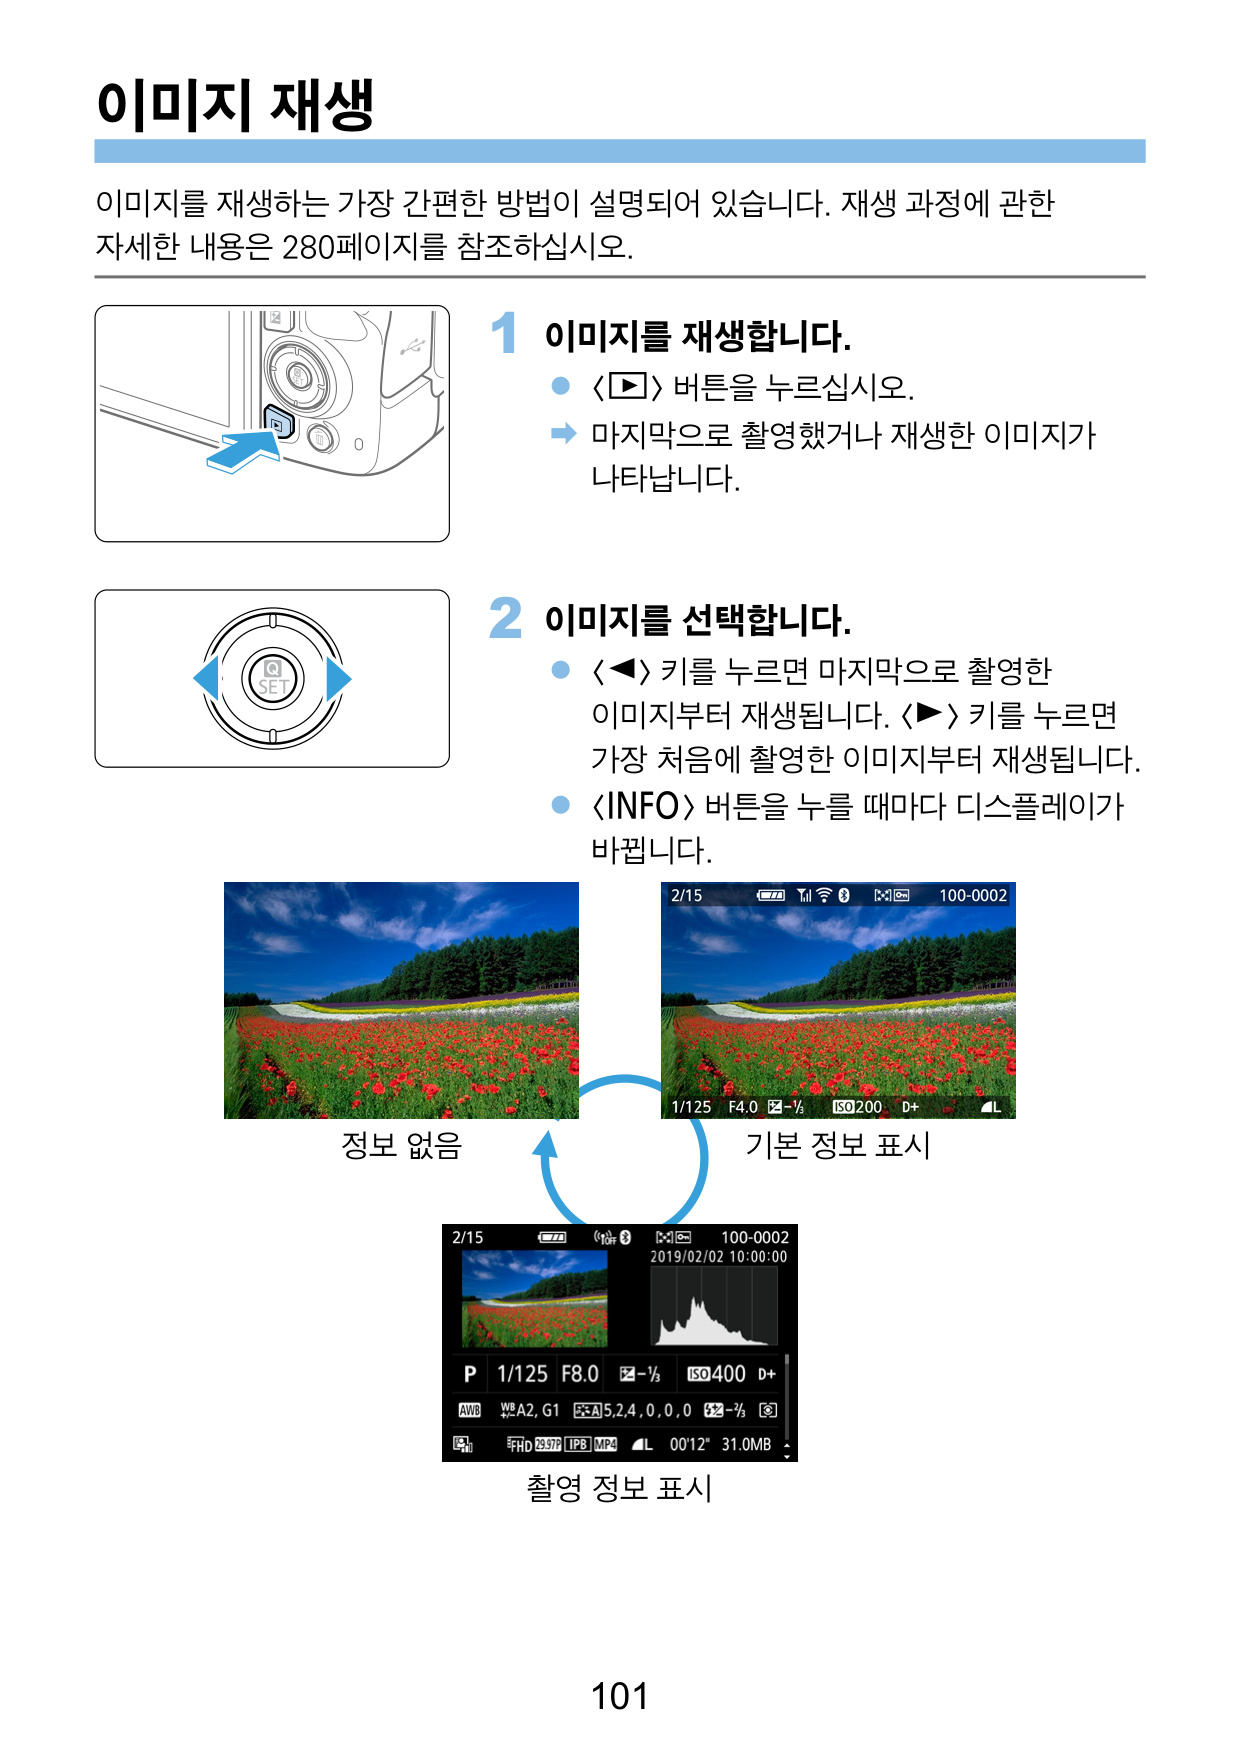 이미지 재생
이미지를 재생하는 가장 간편한 방법이 설명되어 있습니다. 재생 과정에 관한
자세한 내용은 280페이지를 참조하십시오.
1 이미지를 재생합니다.
〈▶〉 버튼을 누르십시오.
마지막으로 촬영했거나 재생한 이미지가
나타납니다.
Q
SET
2 이미지를 선택합니다.
〈◀〉 키를 누르면 마지막으로 촬영한
이미지부터 재생됩니다. 〈▶〉 키를 누르면
가장 처음에 촬영한 이미지부터 재생됩니다.
〈INFO〉 버튼을 누를 때마다 디스플레이가
바뀝니다.
2/15 100-0002
1/125 F4.0 -⅓ ISO200 D+ L
정보 없음
기본 정보 표시
2/15 OFF 100-0002
2019/02/02 10:00:00
P 1/125 F8.0 -⅓ ISO400 D+
AWB WB+/- A2, G1 A 5,2,4,0,0,0 -⅔
FHD 29.97P IPB MP4 L 00'12" 31.0MB
촬영 정보 표시
101